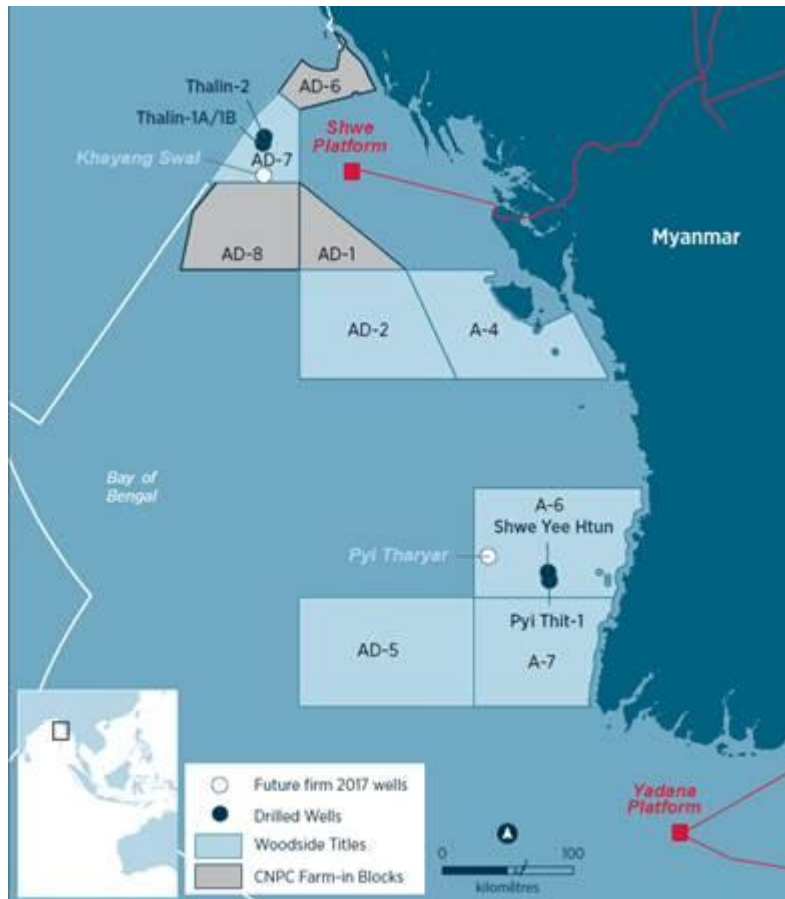 AD-6
Thalin-2
Thalin-1A/1B
Shwe
Platform
Khayang Swal
AD-7
Myanmar
AD-8
AD-1
AD-2
A-4
Bay of
Bengal
A-6
Shwe Yee Htun
Pyi Tharyar
Pyi Thit-1
AD-5
A-7
Future firm 2017 wells
Drilled Wells
Woodside Titles
CNPC Farm-in Blocks
0
100
kilomêtres
Yadana
Platform